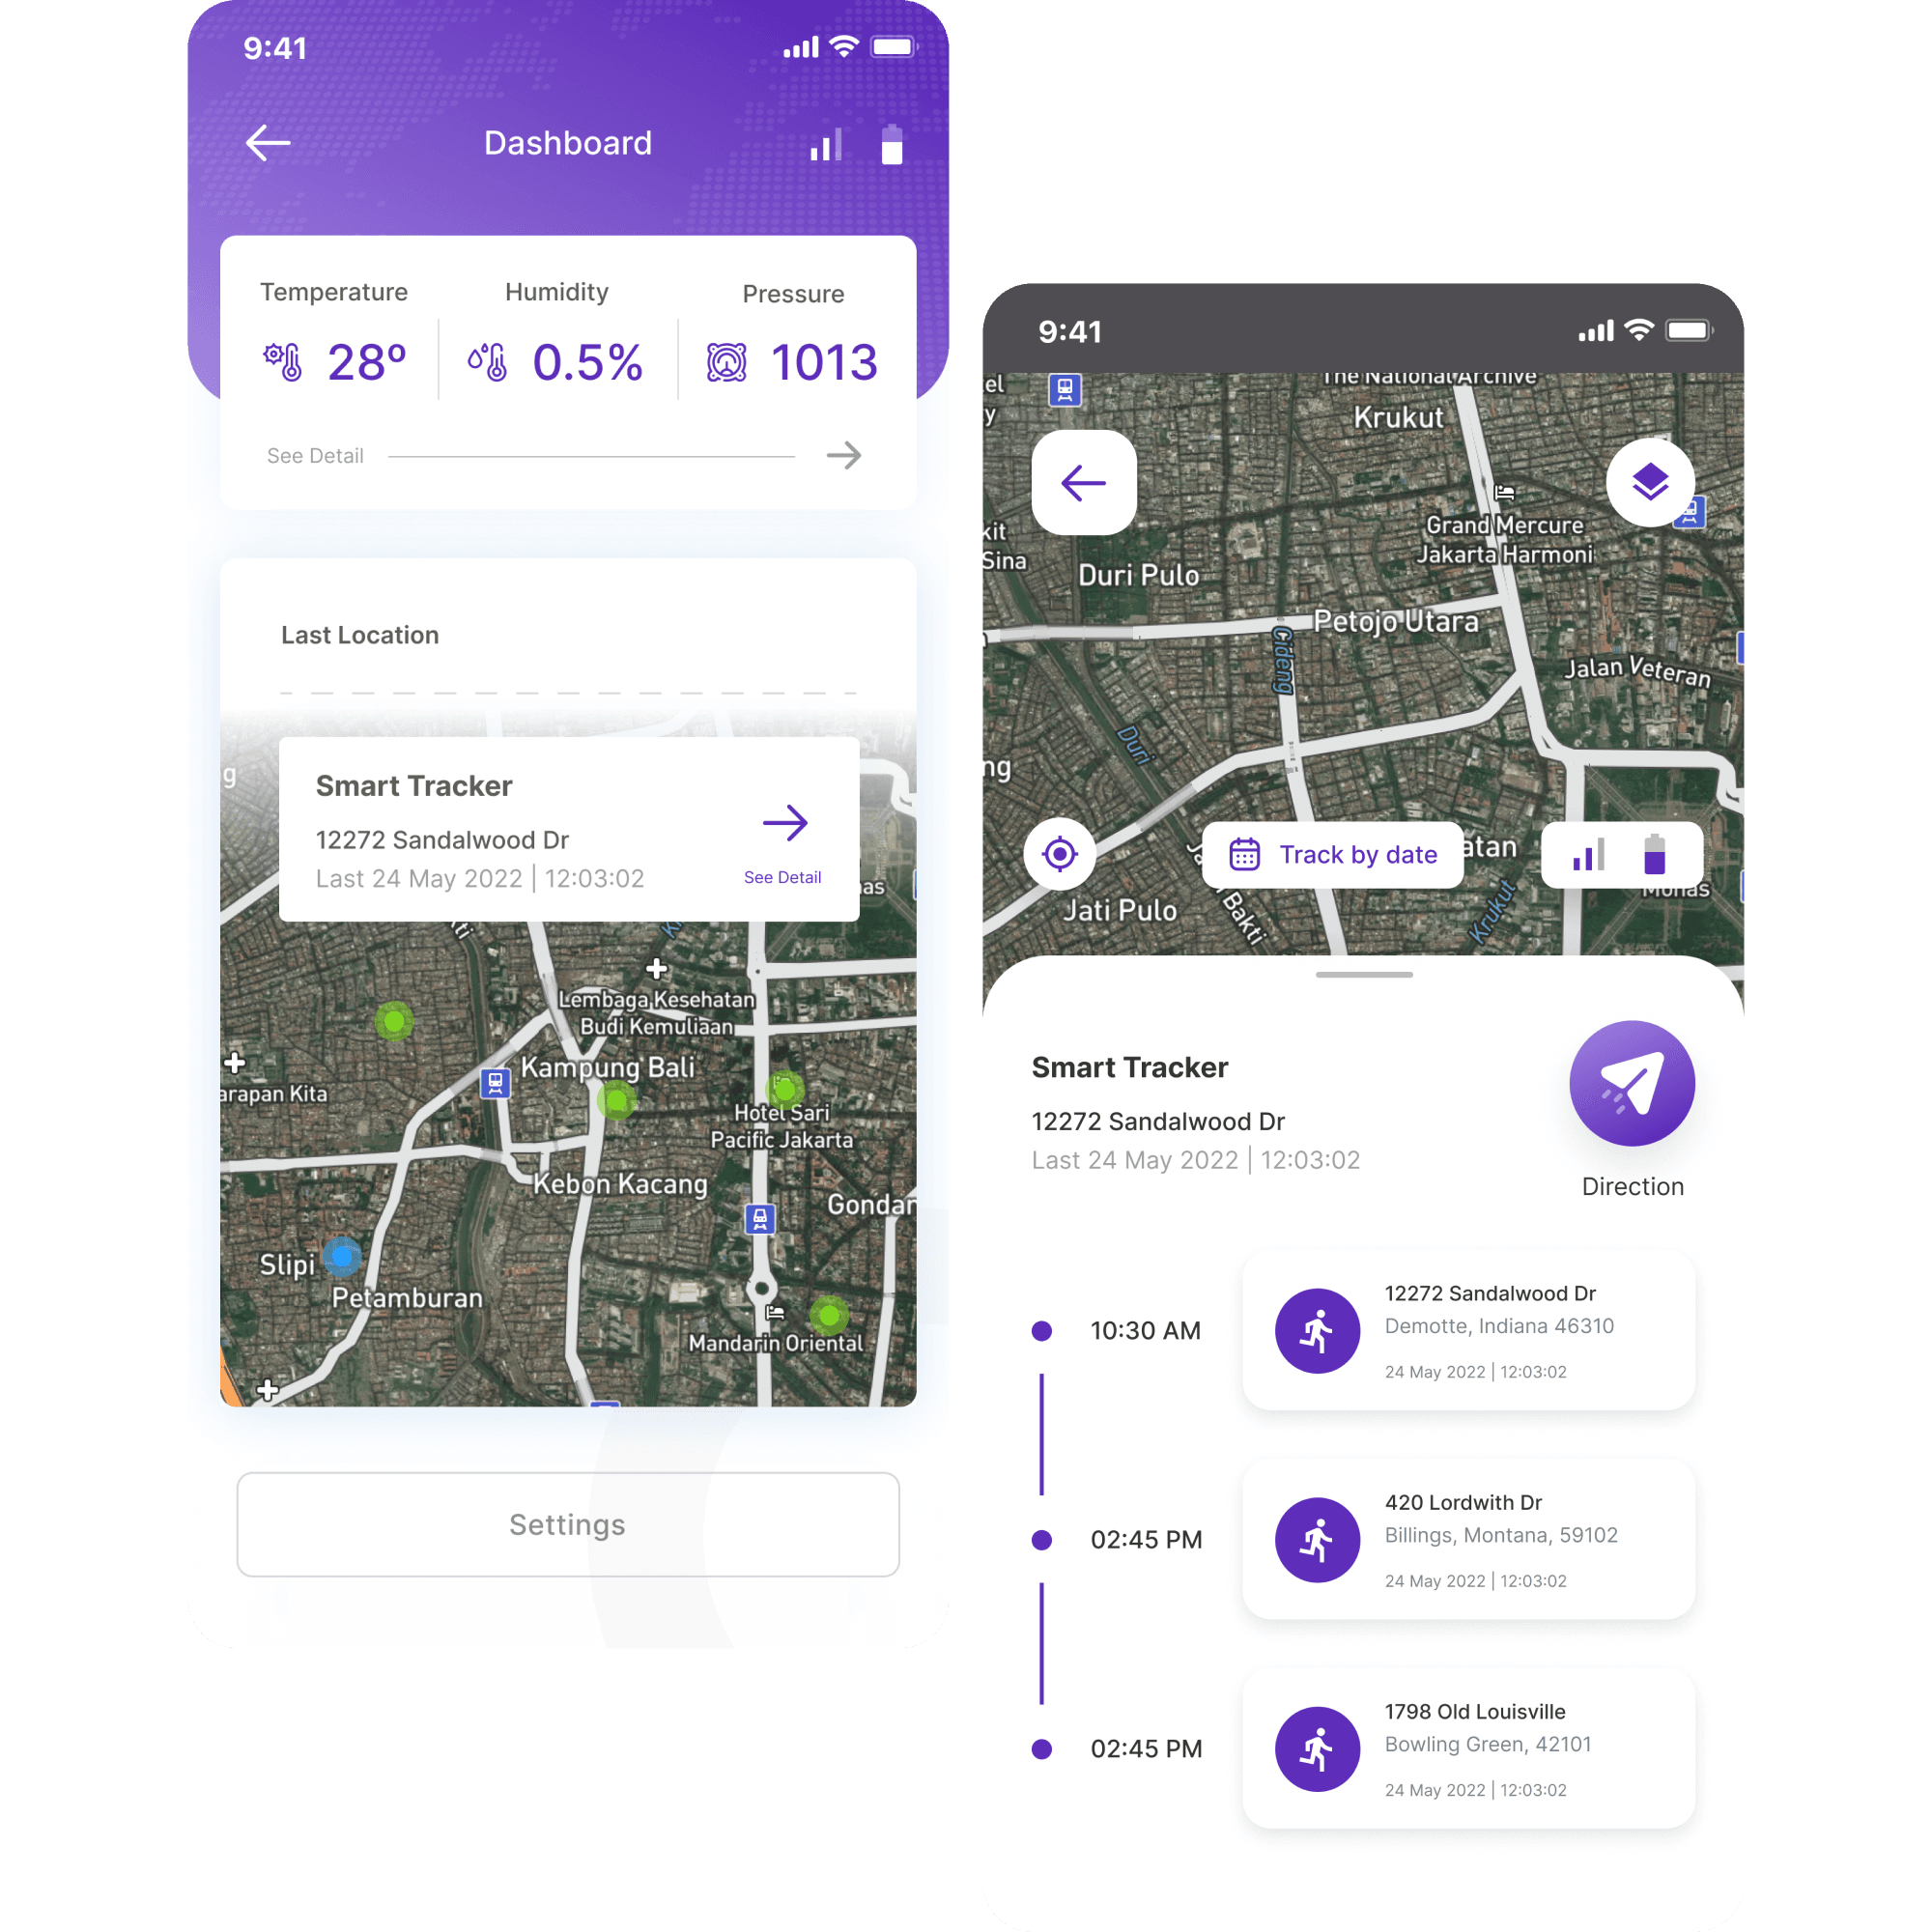 9:41
Dashboard
Temperature
Humidity
Pressure
28º
0.5%
1013
See Detail
Last Location
Smart Tracker
12272 Sandalwood Dr
Last 24 May 2022 | 12:03:02
See Detail
Lembaga Kesehatan
Budi Kemuliaan
Kampung Bali
arapan Kita
Hotel Sari
Pacific Jakarta
Kebon Kacang
Gondan
Slipi
Petamburan
Mandarin Oriental
Settings
9:41
The National Archive
Krukut
Grand Mercure
Jakarta Harmoni
kit
Sina
Duri Pulo
Petojo Utara
Cideng
Jalan Veteran
Duri
ng
Track by date
atan
Monas
Jati Pulo
Bakti
Krukut
Smart Tracker
12272 Sandalwood Dr
Last 24 May 2022 | 12:03:02
Direction
10:30 AM
12272 Sandalwood Dr
Demotte, Indiana 46310
24 May 2022 | 12:03:02
02:45 PM
420 Lordwith Dr
Billings, Montana, 59102
24 May 2022 | 12:03:02
02:45 PM
1798 Old Louisville
Bowling Green, 42101
24 May 2022 | 12:03:02